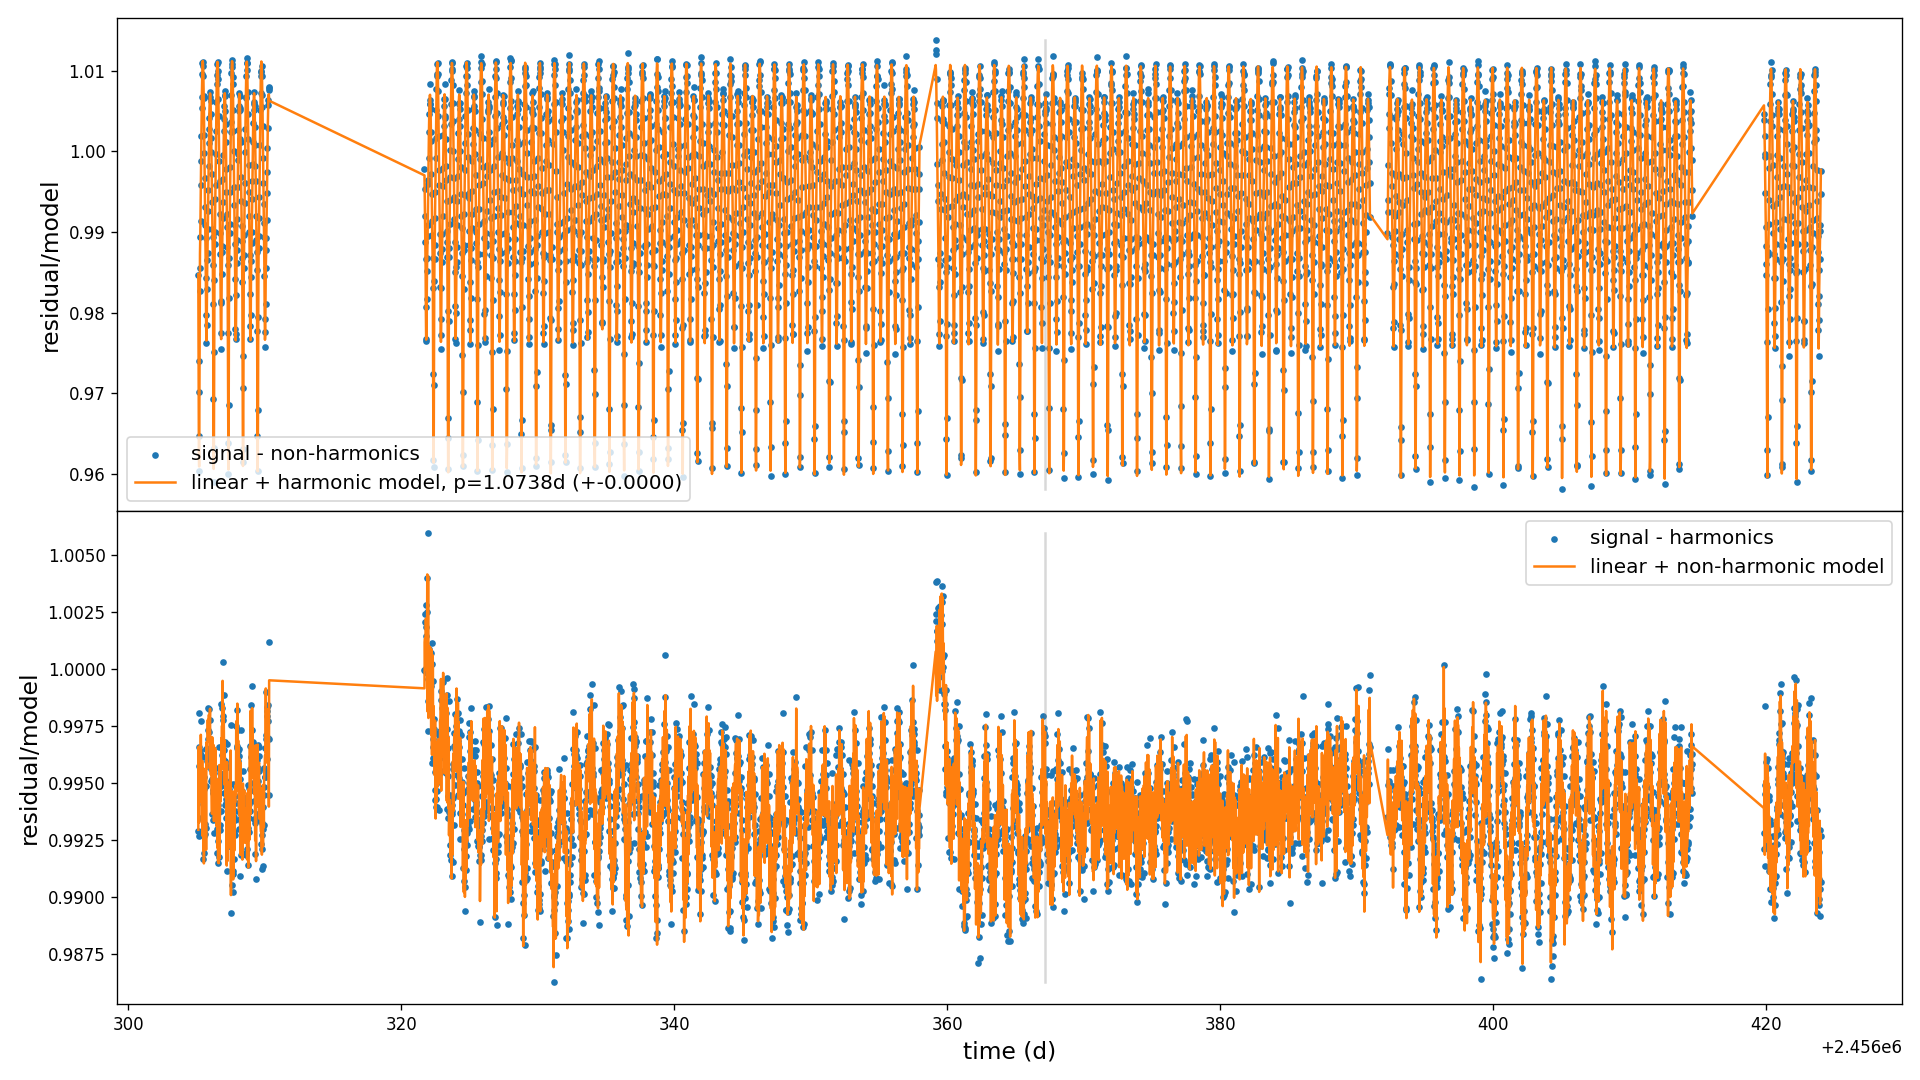 residual/model
1.01
1.00
0.99
0.98
0.97
0.96
signal - non-harmonics
linear + harmonic model, p=1.0738d (+-0.0000)
residual/model
1.0050
1.0025
1.0000
0.9975
0.9950
0.9925
0.9900
0.9875
signal - harmonics
linear + non-harmonic model
300 320 340 360 380 400 420
time (d)
+2.456e6